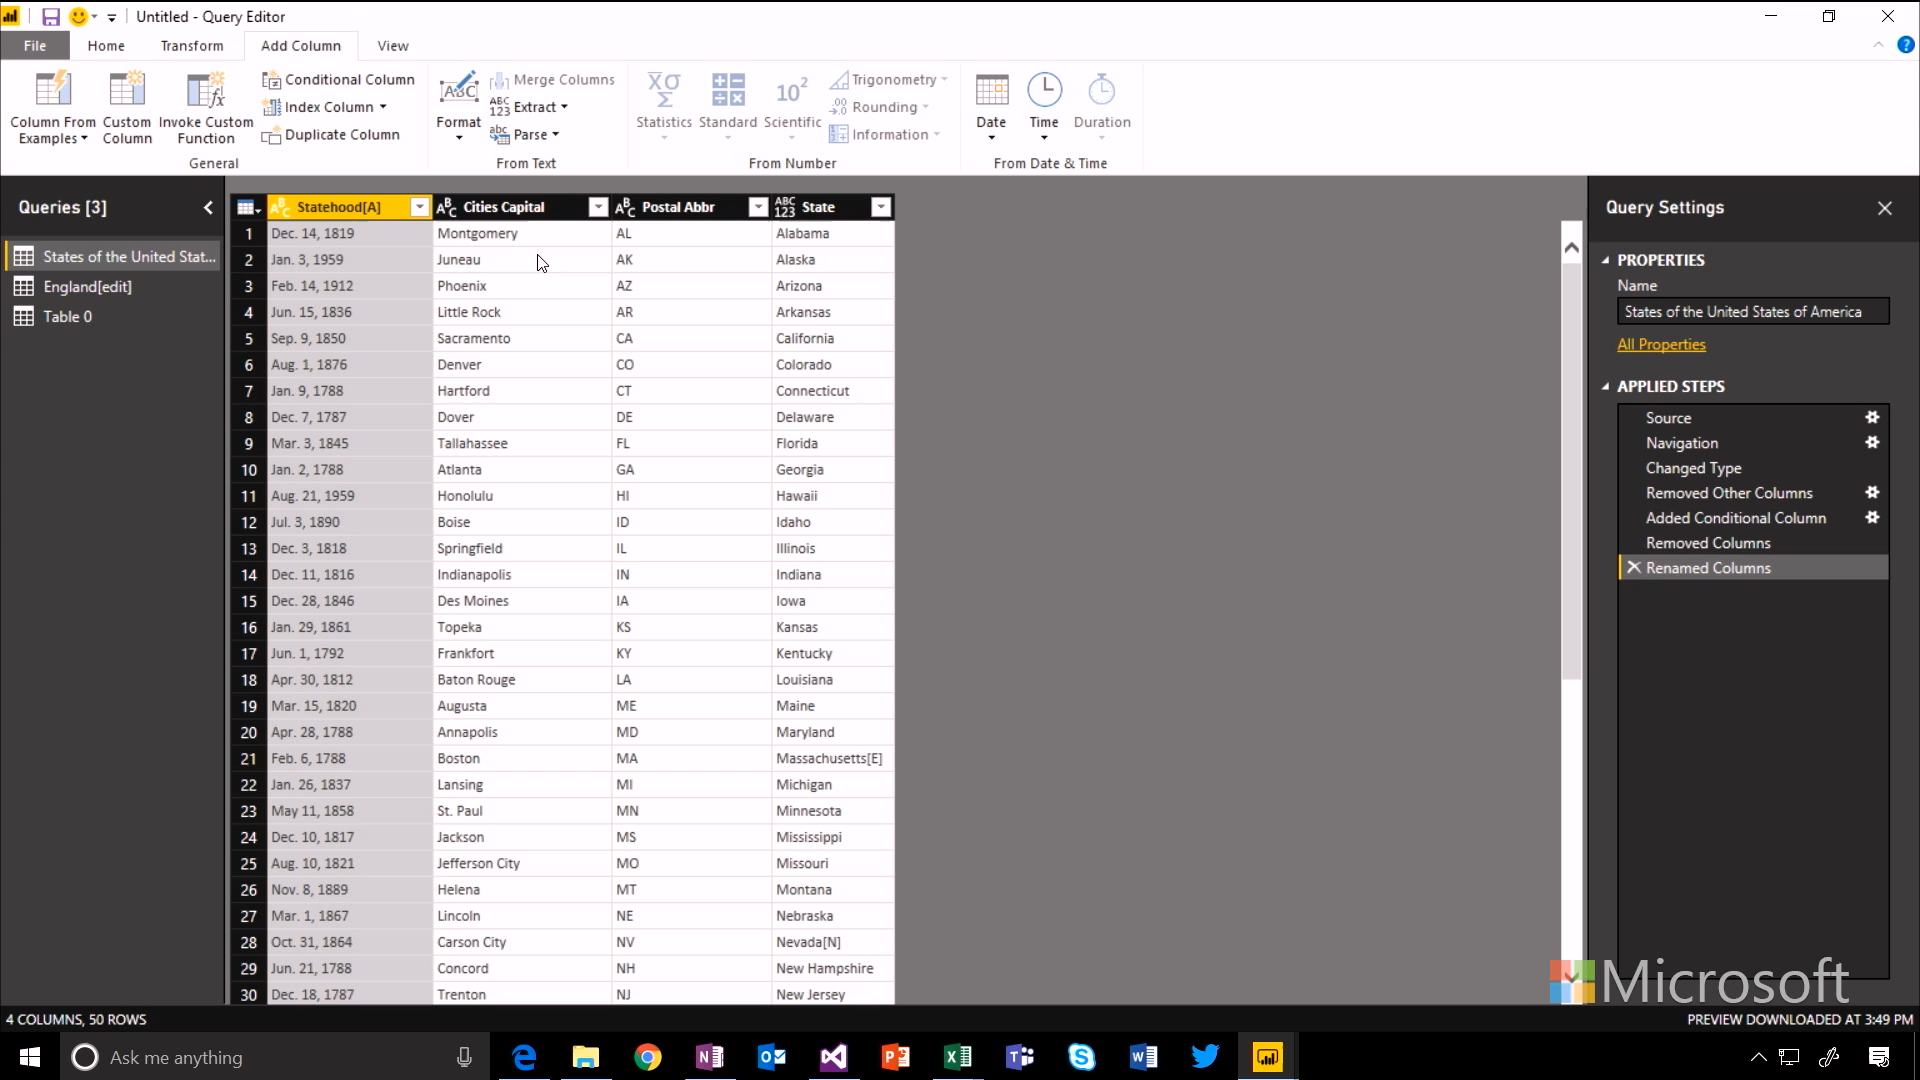 Untitled - Query Editor
File Home Transform Add Column View
Column From Examples
Custom Column
Invoke Custom Function
Conditional Column
Index Column
Duplicate Column
General
ABC Format
Merge Columns
ABC 123 Extract
abc Parse
From Text
XΣσ Statistics
Standard
10² Scientific
Trigonometry
.00 Rounding
Information
From Number
Date
Time
Duration
From Date & Time
Queries [3]
States of the United Stat...
England[edit]
Table 0
ABC Statehood[A] ABC Cities Capital ABC Postal Abbr ABC 123 State
1 Dec. 14, 1819 Montgomery AL Alabama
2 Jan. 3, 1959 Juneau AK Alaska
3 Feb. 14, 1912 Phoenix AZ Arizona
4 Jun. 15, 1836 Little Rock AR Arkansas
5 Sep. 9, 1850 Sacramento CA California
6 Aug. 1, 1876 Denver CO Colorado
7 Jan. 9, 1788 Hartford CT Connecticut
8 Dec. 7, 1787 Dover DE Delaware
9 Mar. 3, 1845 Tallahassee FL Florida
10 Jan. 2, 1788 Atlanta GA Georgia
11 Aug. 21, 1959 Honolulu HI Hawaii
12 Jul. 3, 1890 Boise ID Idaho
13 Dec. 3, 1818 Springfield IL Illinois
14 Dec. 11, 1816 Indianapolis IN Indiana
15 Dec. 28, 1846 Des Moines IA Iowa
16 Jan. 29, 1861 Topeka KS Kansas
17 Jun. 1, 1792 Frankfort KY Kentucky
18 Apr. 30, 1812 Baton Rouge LA Louisiana
19 Mar. 15, 1820 Augusta ME Maine
20 Apr. 28, 1788 Annapolis MD Maryland
21 Feb. 6, 1788 Boston MA Massachusetts[E]
22 Jan. 26, 1837 Lansing MI Michigan
23 May 11, 1858 St. Paul MN Minnesota
24 Dec. 10, 1817 Jackson MS Mississippi
25 Aug. 10, 1821 Jefferson City MO Missouri
26 Nov. 8, 1889 Helena MT Montana
27 Mar. 1, 1867 Lincoln NE Nebraska
28 Oct. 31, 1864 Carson City NV Nevada[N]
29 Jun. 21, 1788 Concord NH New Hampshire
30 Dec. 18, 1787 Trenton NJ New Jersey
Query Settings
PROPERTIES
Name
States of the United States of America
All Properties
APPLIED STEPS
Source
Navigation
Changed Type
Removed Other Columns
Added Conditional Column
Removed Columns
Renamed Columns
Microsoft
4 COLUMNS, 50 ROWS
PREVIEW DOWNLOADED AT 3:49 PM
Ask me anything